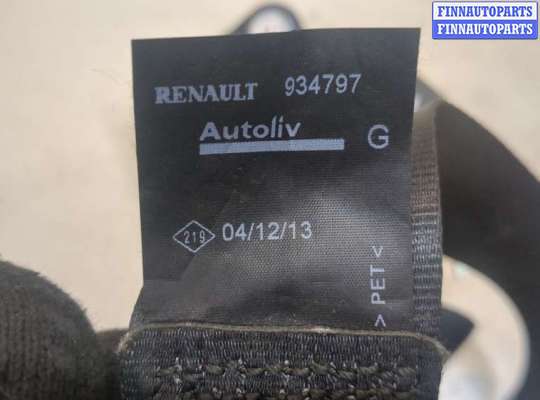 FINNAUTOPARTS
FINNAUTOPARTS
RENAULT 934797
Autoliv G
219 04/12/13
> PET <